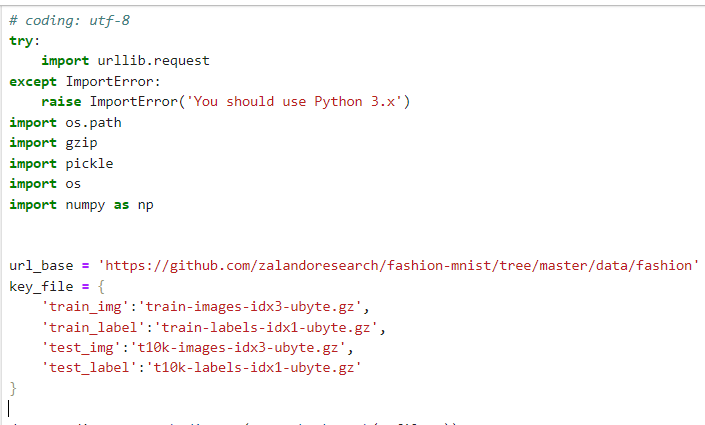 # coding: utf-8
try:
    import urllib.request
except ImportError:
    raise ImportError('You should use Python 3.x')
import os.path
import gzip
import pickle
import os
import numpy as np
url_base = 'https://github.com/zalandoresearch/fashion-mnist/tree/master/data/fashion'
key_file = {
    'train_img':'train-images-idx3-ubyte.gz',
    'train_label':'train-labels-idx1-ubyte.gz',
    'test_img':'t10k-images-idx3-ubyte.gz',
    'test_label':'t10k-labels-idx1-ubyte.gz'
}